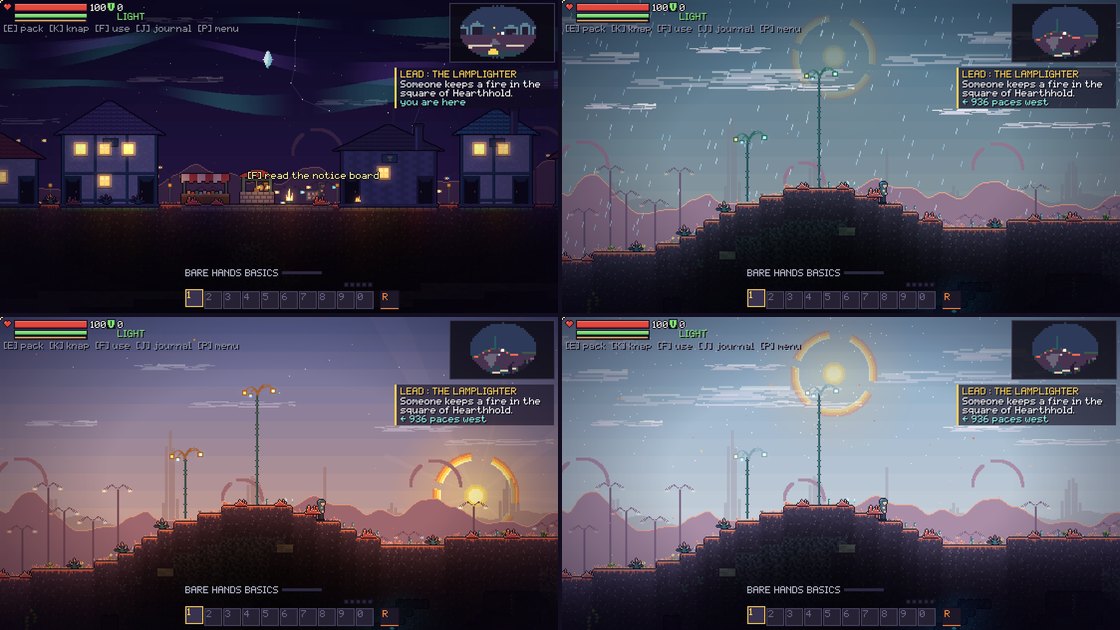 100 0
LIGHT
[E] pack [K] knap [F] use [J] journal [P] menu
LEAD: THE LAMPLIGHTER
Someone keeps a fire in the
square of Hearthhold.
you are here
[F] read the notice board
BARE HANDS BASICS
1 2 3 4 5 6 7 8 9 0 R
100 0
LIGHT
[E] pack [K] knap [F] use [J] journal [P] menu
LEAD: THE LAMPLIGHTER
Someone keeps a fire in the
square of Hearthhold.
← 936 paces west
BARE HANDS BASICS
1 2 3 4 5 6 7 8 9 0 R
100 0
LIGHT
[E] pack [K] knap [F] use [J] journal [P] menu
LEAD: THE LAMPLIGHTER
Someone keeps a fire in the
square of Hearthhold.
← 936 paces west
BARE HANDS BASICS
1 2 3 4 5 6 7 8 9 0 R
100 0
LIGHT
[E] pack [K] knap [F] use [J] journal [P] menu
LEAD: THE LAMPLIGHTER
Someone keeps a fire in the
square of Hearthhold.
← 936 paces west
BARE HANDS BASICS
1 2 3 4 5 6 7 8 9 0 R